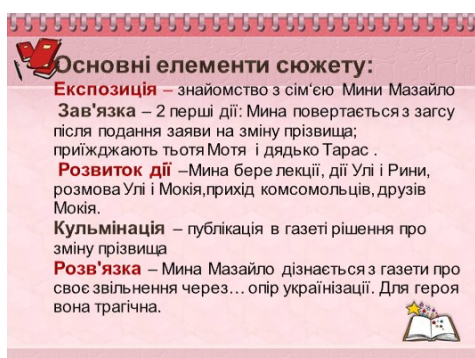 Основні елементи сюжету:
Експозиція – знайомство з сім'єю Мини Мазайло
Зав'язка – 2 перші дії: Мина повертається з загсу
після подання заяви на зміну прізвища;
приїжджають тьотя Мотя і дядько Тарас .
Розвиток дії –Мина бере лекції, дії Улі і Рини,
розмова Улі і Мокія,прихід комсомольців, друзів
Мокія.
Кульмінація – публікація в газеті рішення про
зміну прізвища
Розв'язка – Мина Мазайло дізнається з газети про
своє звільнення через… опір українізації. Для героя
вона трагічна.